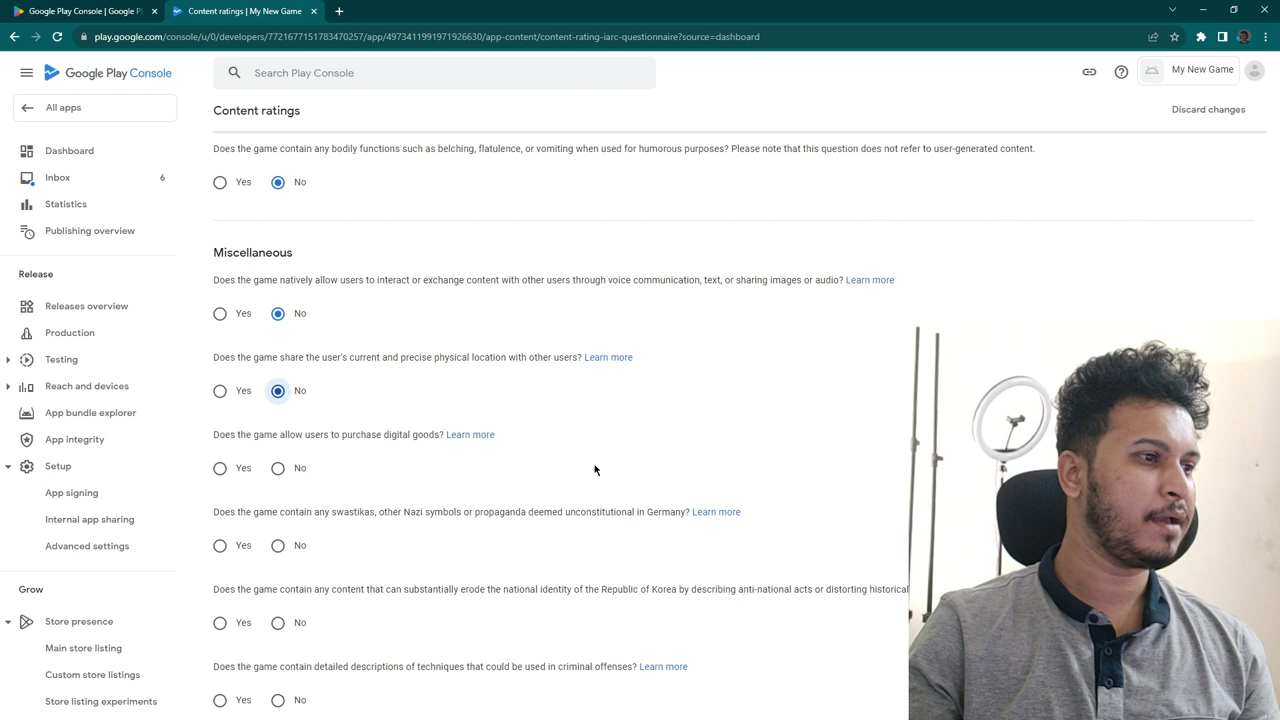 Google Play Console | Google Pl
Content ratings | My New Game
play.google.com/console/u/0/developers/7721677151783470257/app/4973411991971926630/app-content/content-rating-iarc-questionnaire?source=dashboard
Google Play Console
Search Play Console
My New Game
All apps
Content ratings
Discard changes
Dashboard
Inbox
6
Statistics
Publishing overview
Release
Releases overview
Production
Testing
Reach and devices
App bundle explorer
App integrity
Setup
App signing
Internal app sharing
Advanced settings
Grow
Store presence
Main store listing
Custom store listings
Store listing experiments
Does the game contain any bodily functions such as belching, flatulence, or vomiting when used for humorous purposes? Please note that this question does not refer to user-generated content.
Yes No
Miscellaneous
Does the game natively allow users to interact or exchange content with other users through voice communication, text, or sharing images or audio? Learn more
Yes No
Does the game share the user's current and precise physical location with other users? Learn more
Yes No
Does the game allow users to purchase digital goods? Learn more
Yes No
Does the game contain any swastikas, other Nazi symbols or propaganda deemed unconstitutional in Germany? Learn more
Yes No
Does the game contain any content that can substantially erode the national identity of the Republic of Korea by describing anti-national acts or distorting historical
Yes No
Does the game contain detailed descriptions of techniques that could be used in criminal offenses? Learn more
Yes No